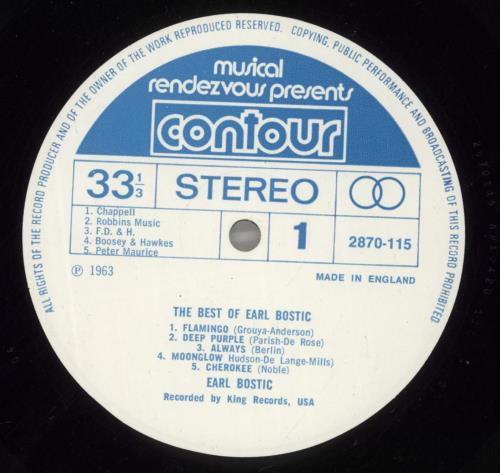 ALL RIGHTS OF THE RECORD PRODUCER AND OF THE OWNER OF THE WORK REPRODUCED RESERVED. COPYING, PUBLIC PERFORMANCE AND BROADCASTING OF THIS RECORD PROHIBITED
musical
rendezvous presents
contour
33 1/3 STEREO
1. Chappell
2. Robbins Music
3. F.D. & H.
4. Boosey & Hawkes
5. Peter Maurice
1
2870-115
Ⓟ 1963
MADE IN ENGLAND
THE BEST OF EARL BOSTIC
1. FLAMINGO (Grouya-Anderson)
2. DEEP PURPLE (Parish-De Rose)
3. ALWAYS (Berlin)
4. MOONGLOW Hudson-De Lange-Mills)
5. CHEROKEE (Noble)
EARL BOSTIC
Recorded by King Records, USA